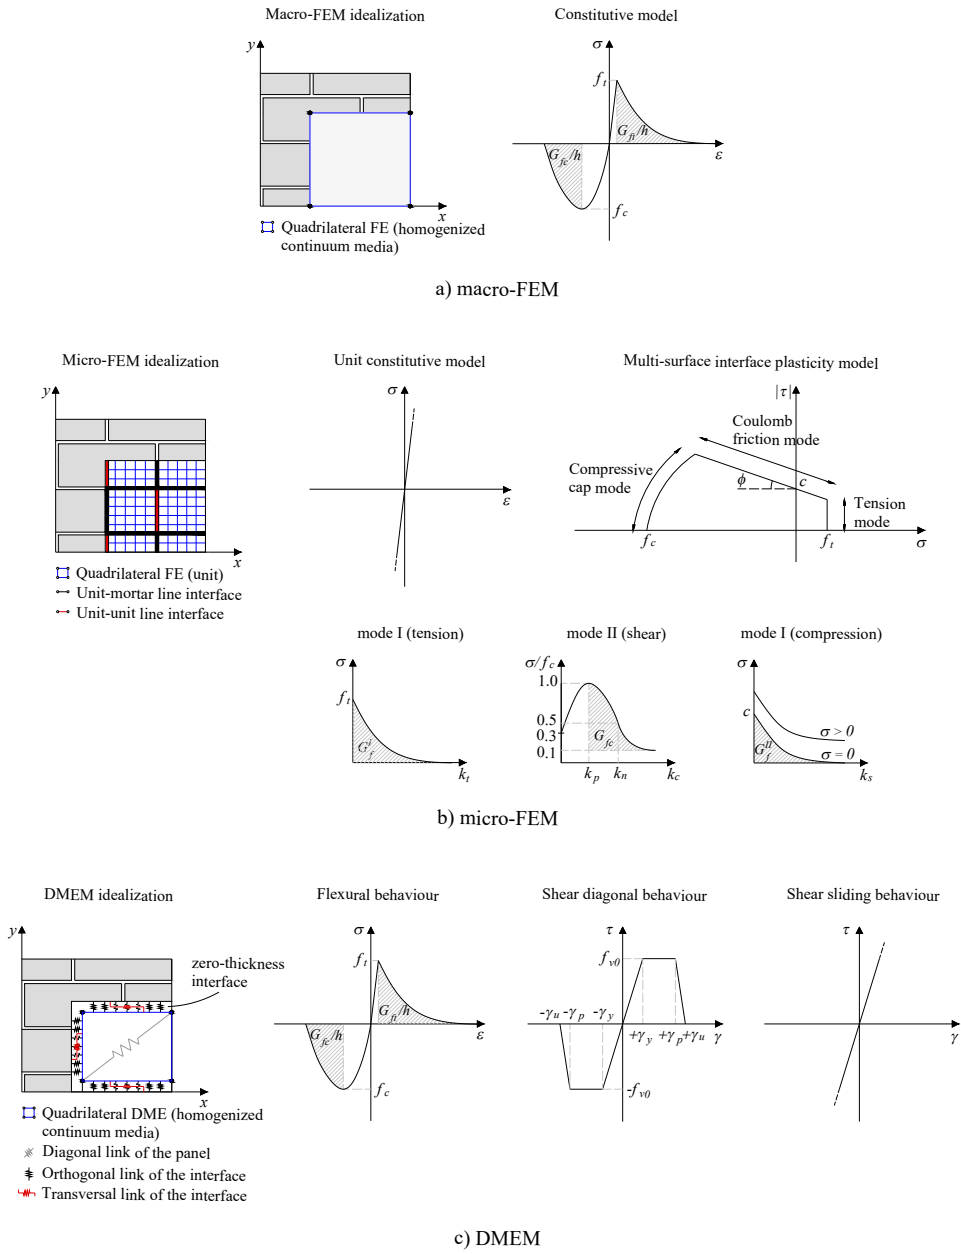 Macro-FEM idealization
Constitutive model
y
σ
f_t
G_ft/h
ε
G_fc/h
f_c
x
Quadrilateral FE (homogenized
continuum media)
a) macro-FEM
Micro-FEM idealization
Unit constitutive model
Multi-surface interface plasticity model
y
σ
|τ|
Coulomb
friction mode
Compressive
cap mode
ϕ
c
Tension
mode
ε
f_c
f_t
σ
x
Quadrilateral FE (unit)
Unit-mortar line interface
Unit-unit line interface
mode I (tension)
mode II (shear)
mode I (compression)
σ
f_t
G_f^I
k_t
σ/f_c
1.0
0.5
0.3
0.1
G_fc
k_p
k_n
k_c
σ
c
G_f^II
σ > 0
σ = 0
k_s
b) micro-FEM
DMEM idealization
Flexural behaviour
Shear diagonal behaviour
Shear sliding behaviour
y
zero-thickness
interface
x
σ
f_t
G_ft/h
ε
G_fc/h
f_c
τ
f_v0
-γ_u -γ_p -γ_y
+γ_y +γ_p +γ_u γ
-f_v0
τ
γ
Quadrilateral DME (homogenized
continuum media)
Diagonal link of the panel
Orthogonal link of the interface
Transversal link of the interface
c) DMEM